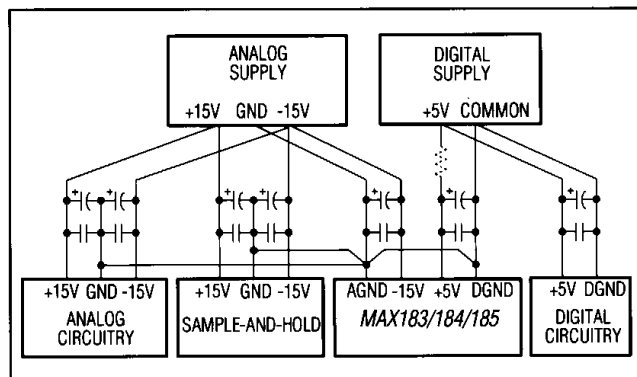 ANALOG
SUPPLY
+15V GND -15V
DIGITAL
SUPPLY
+5V COMMON
+ + + + + + +
+15V GND -15V
ANALOG
CIRCUITRY
+15V GND -15V
SAMPLE-AND-HOLD
AGND -15V +5V DGND
MAX183/184/185
+5V DGND
DIGITAL
CIRCUITRY